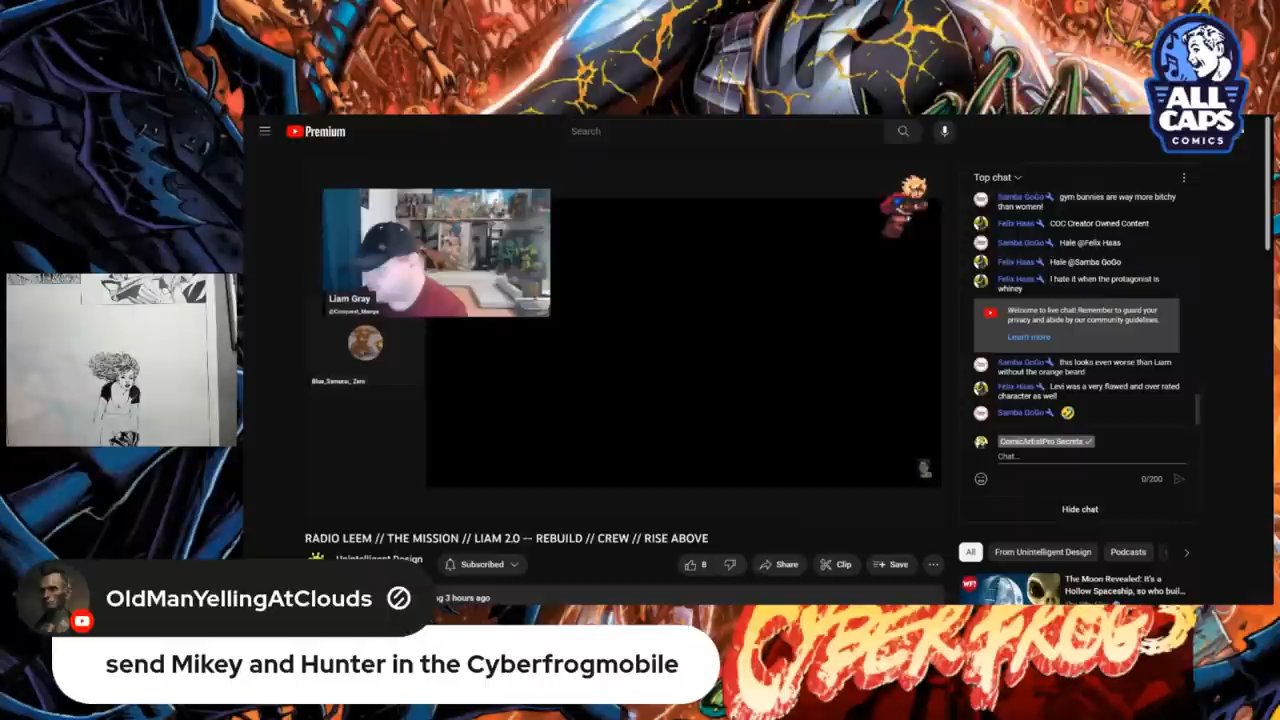 Premium
Search
ALL
CAPS
COMICS
Top chat
Samba GoGo gym bunnies are way more bitchy
than women!
Felix Haas COC Creator Owned Content
Samba GoGo Hale @Felix Haas
Felix Haas Hale @Samba GoGo
Felix Haas I hate it when the protagonist is
whiney
Welcome to live chat! Remember to guard your
privacy and abide by our community guidelines.
Learn more
Samba GoGo this looks even worse than Liam
without the orange beard!
Felix Haas Levi was a very flawed and over rated
character as well
Samba GoGo
ComicArtistPro Secrets
Chat...
0/200
Hide chat
Liam Gray
Blue_Samurai_Zero
RADIO LEEM // THE MISSION // LIAM 2.0 -- REBUILD // CREW // RISE ABOVE
Unintelligent Design
Subscribed
8
Share
Clip
Save
ng 3 hours ago
All
From Unintelligent Design
Podcasts
The Moon Revealed: It's a
Hollow Spaceship, so who buil...
OldManYellingAtClouds
send Mikey and Hunter in the Cyberfrogmobile
CYBERFROG